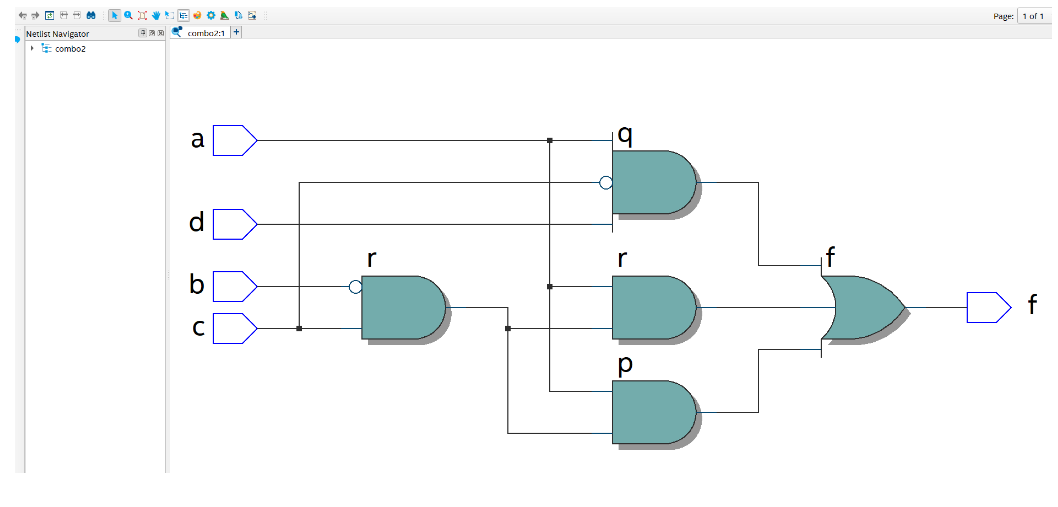 Page: 1 of 1
Netlist Navigator
combo2:1
combo2
a
q
d
r
r
f
b
c
f
p